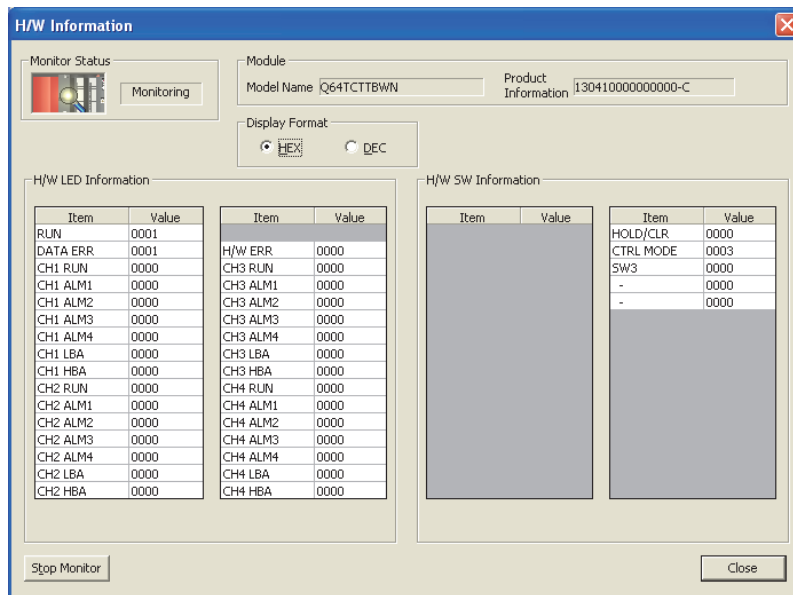 H/W Information
Monitor Status
Monitoring
Module
Model Name Q64TCTTBWN
Product Information 130410000000000-C
Display Format
HEX DEC
H/W LED Information
Item Value Item Value
RUN 0001
DATA ERR 0001 H/W ERR 0000
CH1 RUN 0000 CH3 RUN 0000
CH1 ALM1 0000 CH3 ALM1 0000
CH1 ALM2 0000 CH3 ALM2 0000
CH1 ALM3 0000 CH3 ALM3 0000
CH1 ALM4 0000 CH3 ALM4 0000
CH1 LBA 0000 CH3 LBA 0000
CH1 HBA 0000 CH3 HBA 0000
CH2 RUN 0000 CH4 RUN 0000
CH2 ALM1 0000 CH4 ALM1 0000
CH2 ALM2 0000 CH4 ALM2 0000
CH2 ALM3 0000 CH4 ALM3 0000
CH2 ALM4 0000 CH4 ALM4 0000
CH2 LBA 0000 CH4 LBA 0000
CH2 HBA 0000 CH4 HBA 0000
H/W SW Information
Item Value Item Value
HOLD/CLR 0000
CTRL MODE 0003
SW3 0000
- 0000
- 0000
Stop Monitor
Close